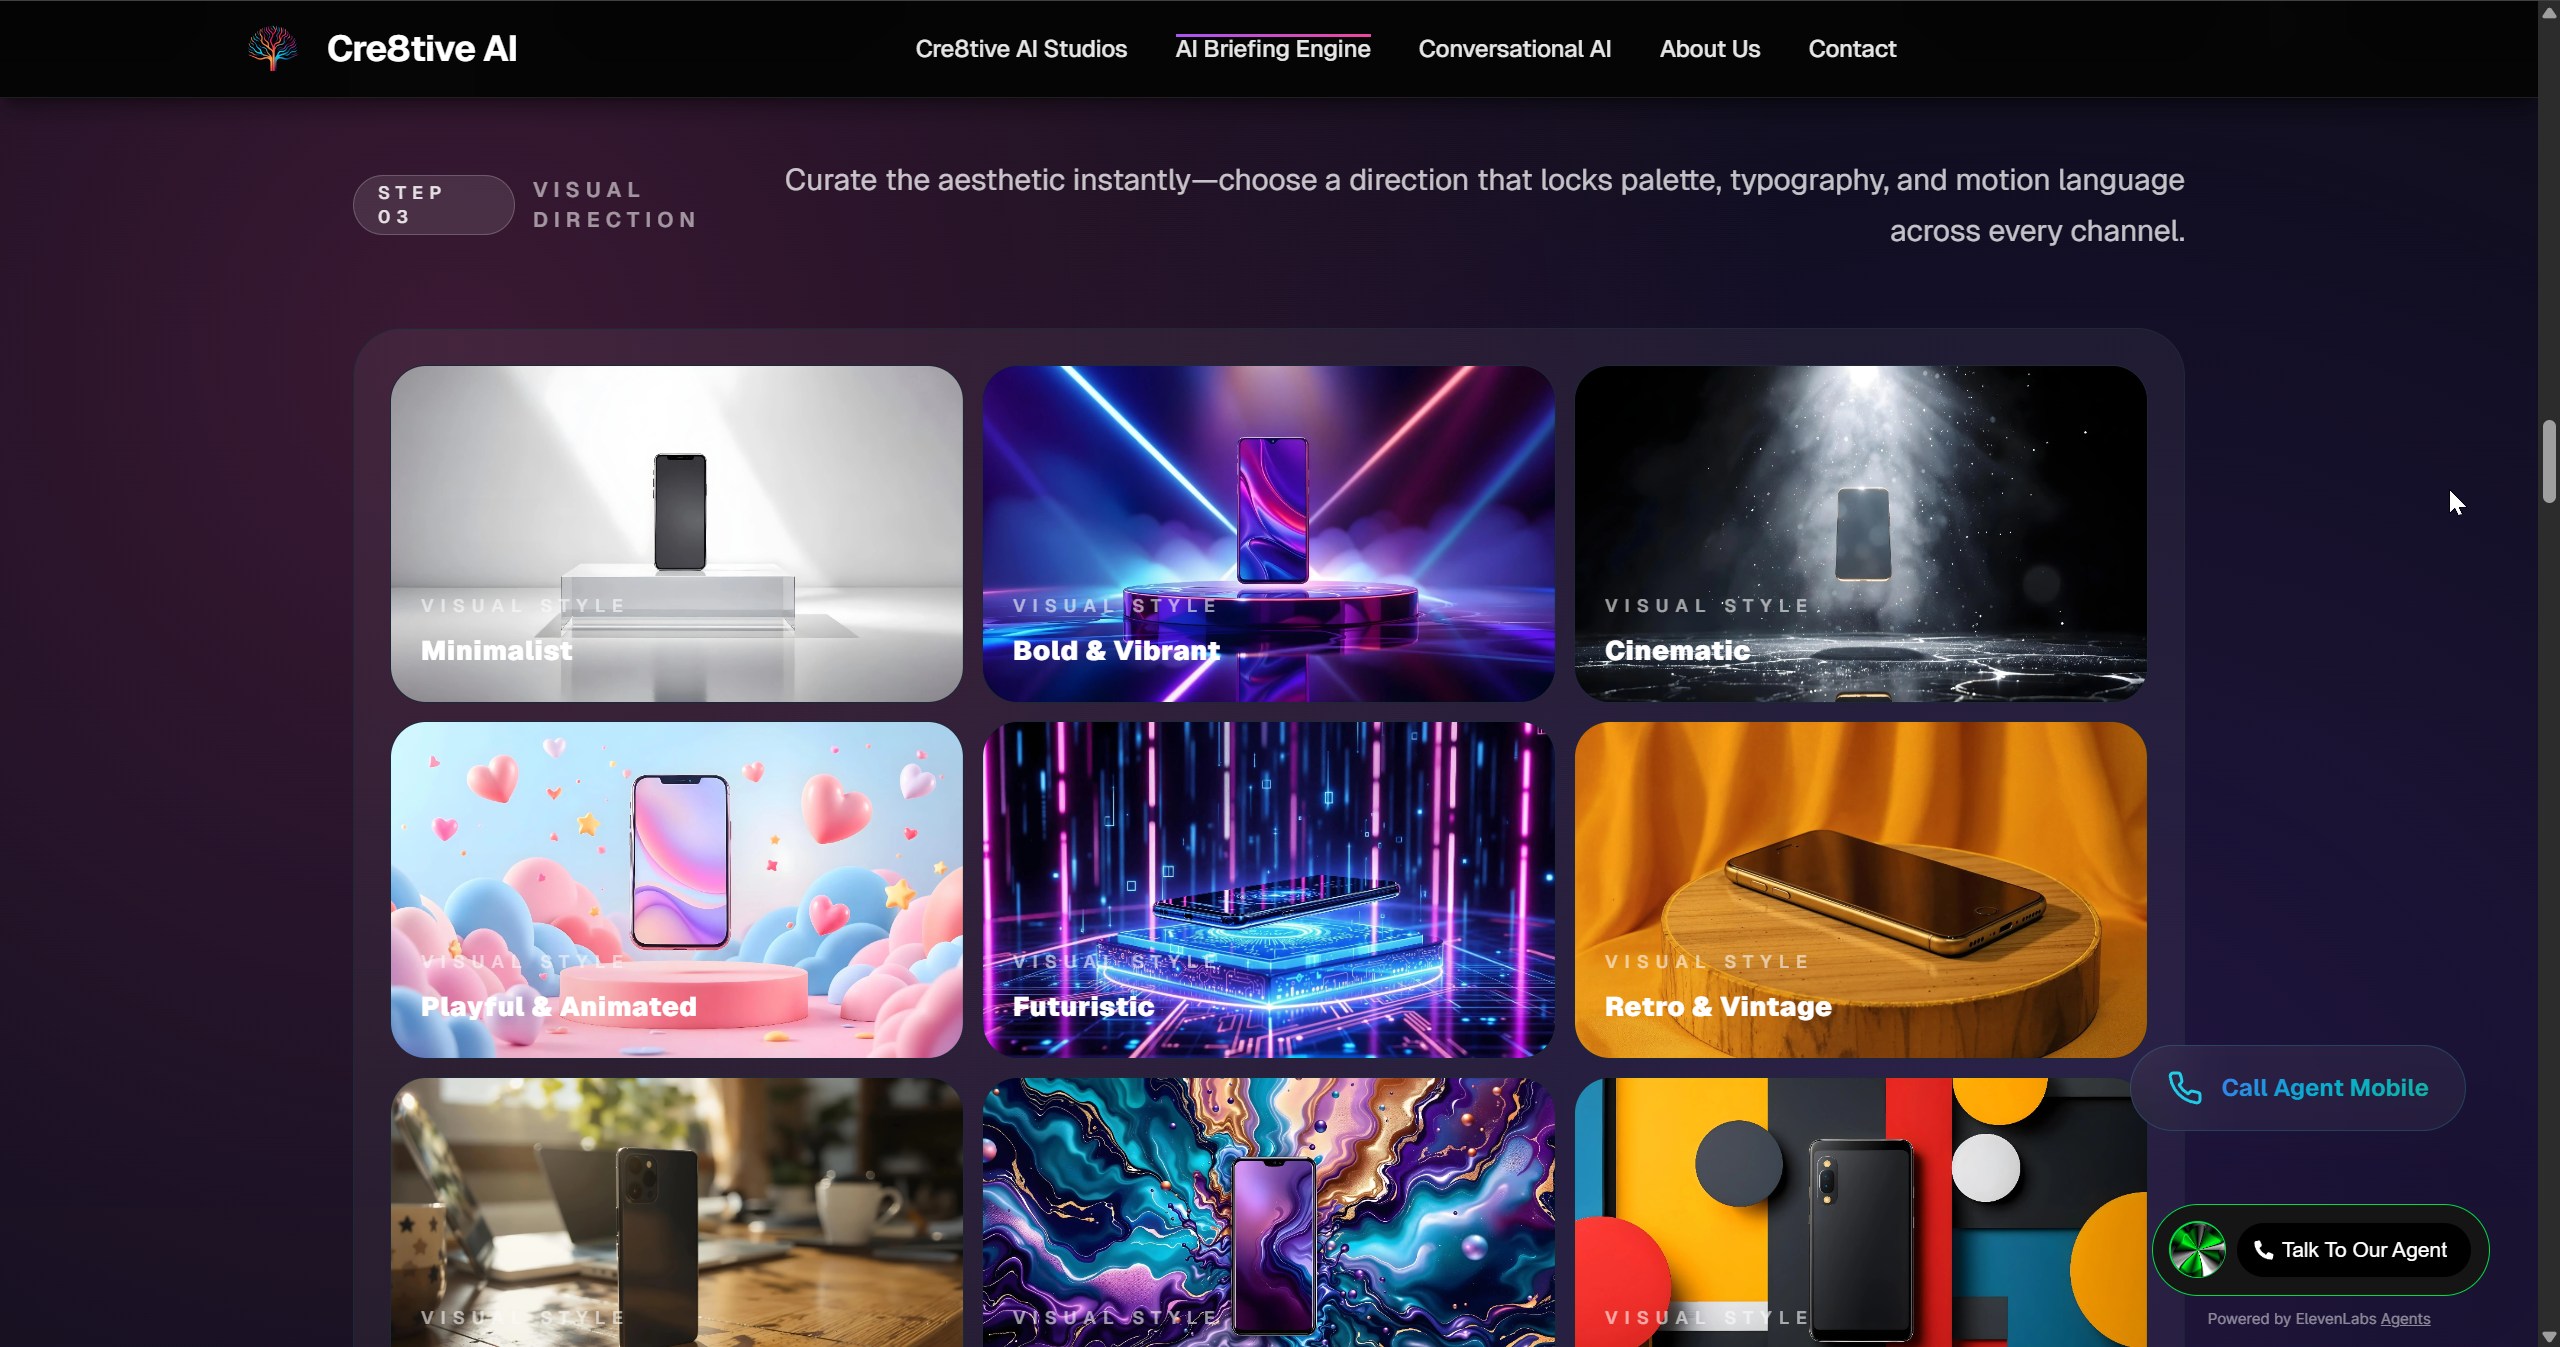 Cre8tive AI
Cre8tive AI Studios
AI Briefing Engine
Conversational AI
About Us
Contact
STEP
03
VISUAL
DIRECTION
Curate the aesthetic instantly—choose a direction that locks palette, typography, and motion language
across every channel.
VISUAL STYLE
Minimalist
VISUAL STYLE
Bold & Vibrant
VISUAL STYLE
Cinematic
VISUAL STYLE
Playful & Animated
VISUAL STYLE
Futuristic
VISUAL STYLE
Retro & Vintage
VISUAL STYLE
VISUAL STYLE
VISUAL STYLE
Call Agent Mobile
Talk To Our Agent
Powered by ElevenLabs Agents